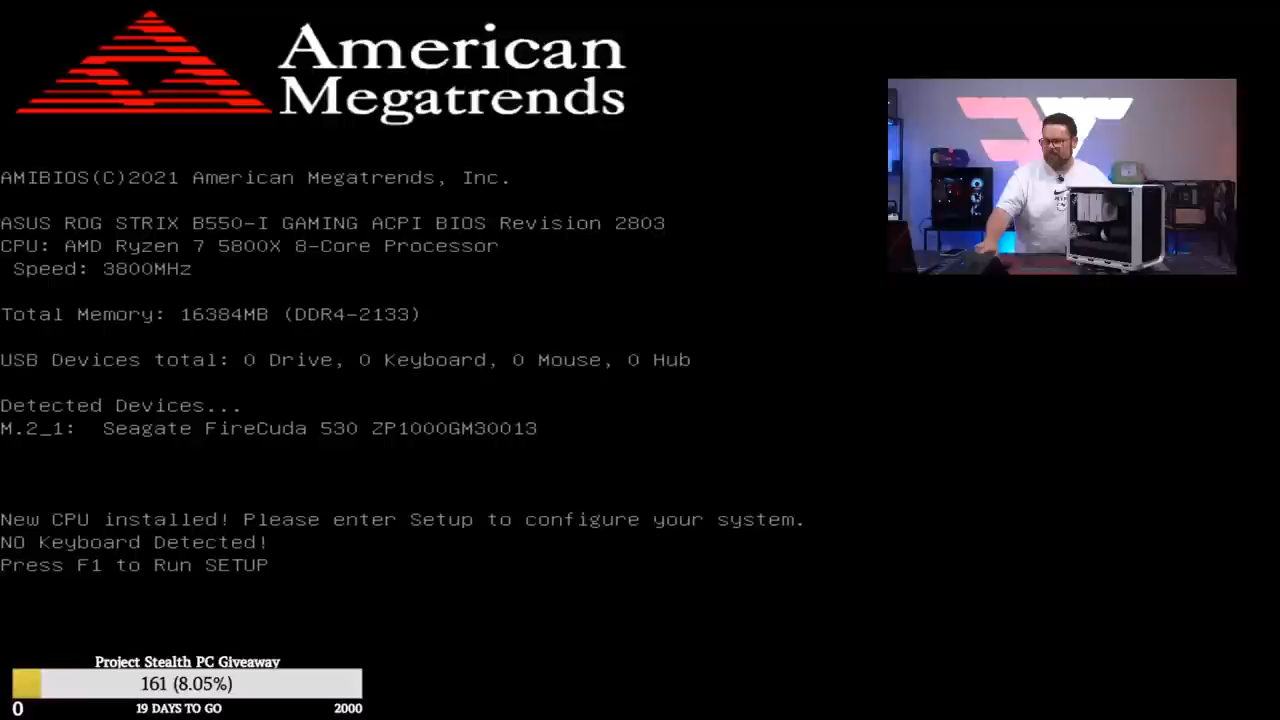 American
Megatrends
AMIBIOS(C)2021 American Megatrends, Inc.
ASUS ROG STRIX B550-I GAMING ACPI BIOS Revision 2803
CPU: AMD Ryzen 7 5800X 8-Core Processor
Speed: 3800MHz
Total Memory: 16384MB (DDR4-2133)
USB Devices total: 0 Drive, 0 Keyboard, 0 Mouse, 0 Hub
Detected Devices...
M.2_1: Seagate FireCuda 530 ZP1000GM30013
New CPU installed! Please enter Setup to configure your system.
NO Keyboard Detected!
Press F1 to Run SETUP
Project Stealth PC Giveaway
161 (8.05%)
0 19 DAYS TO GO 2000